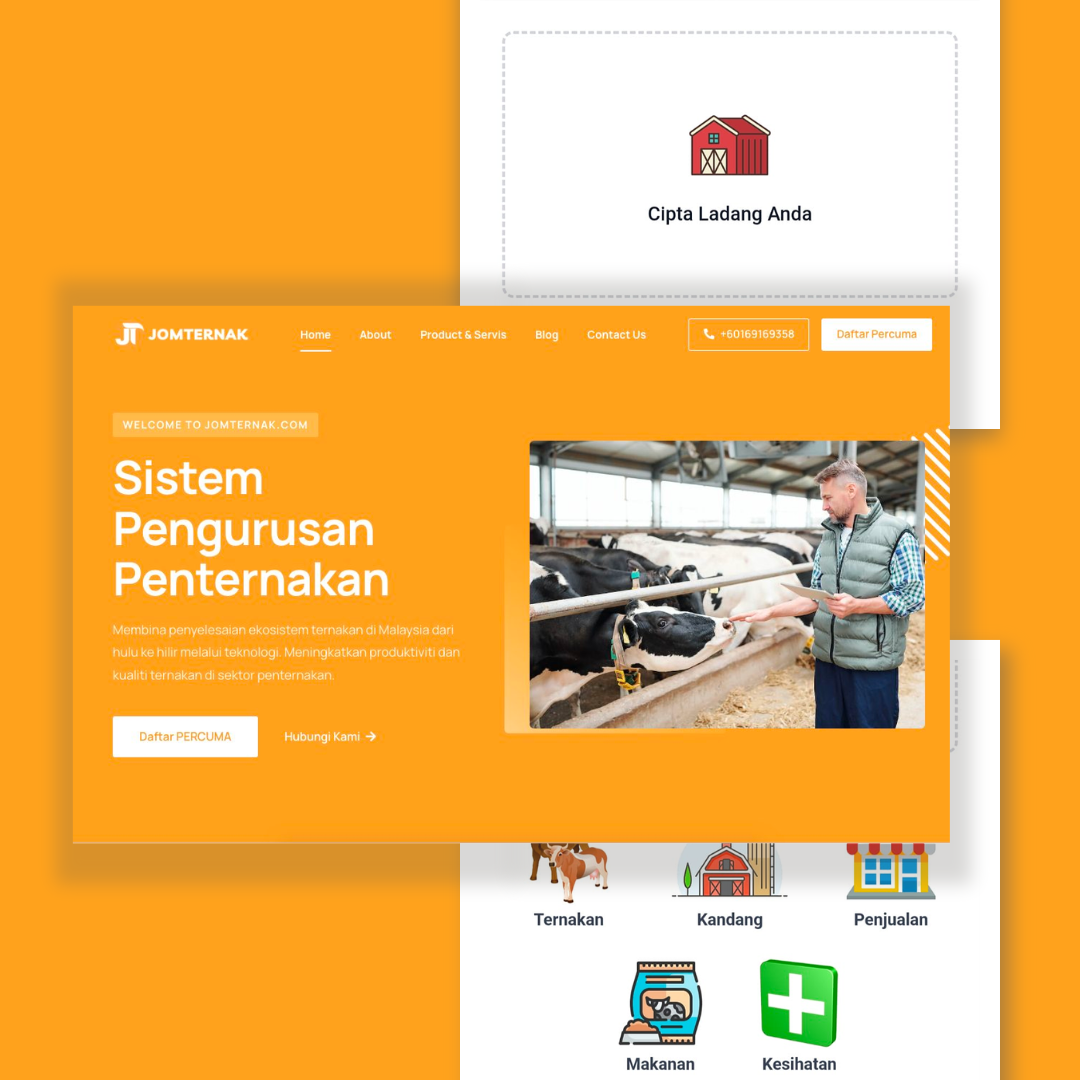 Cipta Ladang Anda
JT JOMTERNAK
Home About Product & Servis Blog Contact Us
+60169169358
Daftar Percuma
WELCOME TO JOMTERNAK.COM
Sistem
Pengurusan
Penternakan
Membina penyelesaian ekosistem ternakan di Malaysia dari
hulu ke hilir melalui teknologi. Meningkatkan produktiviti dan
kualiti ternakan di sektor penternakan.
Daftar PERCUMA
Hubungi Kami
Ternakan Kandang Penjualan
Makanan Kesihatan